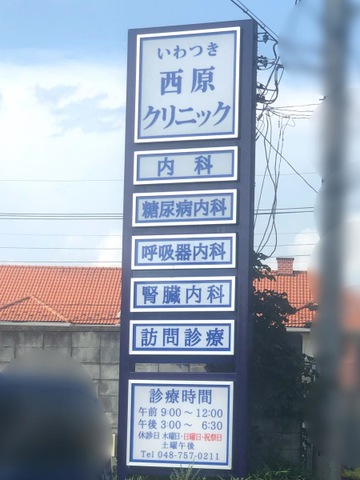 いわつき
西原
クリニック
内科
糖尿病内科
呼吸器内科
腎臓内科
訪問診療
診療時間
午前 9:00～12:00
午後 3:00～ 6:30
休診日 木曜日・日曜日・祝祭日
土曜午後
Tel 048-757-0211